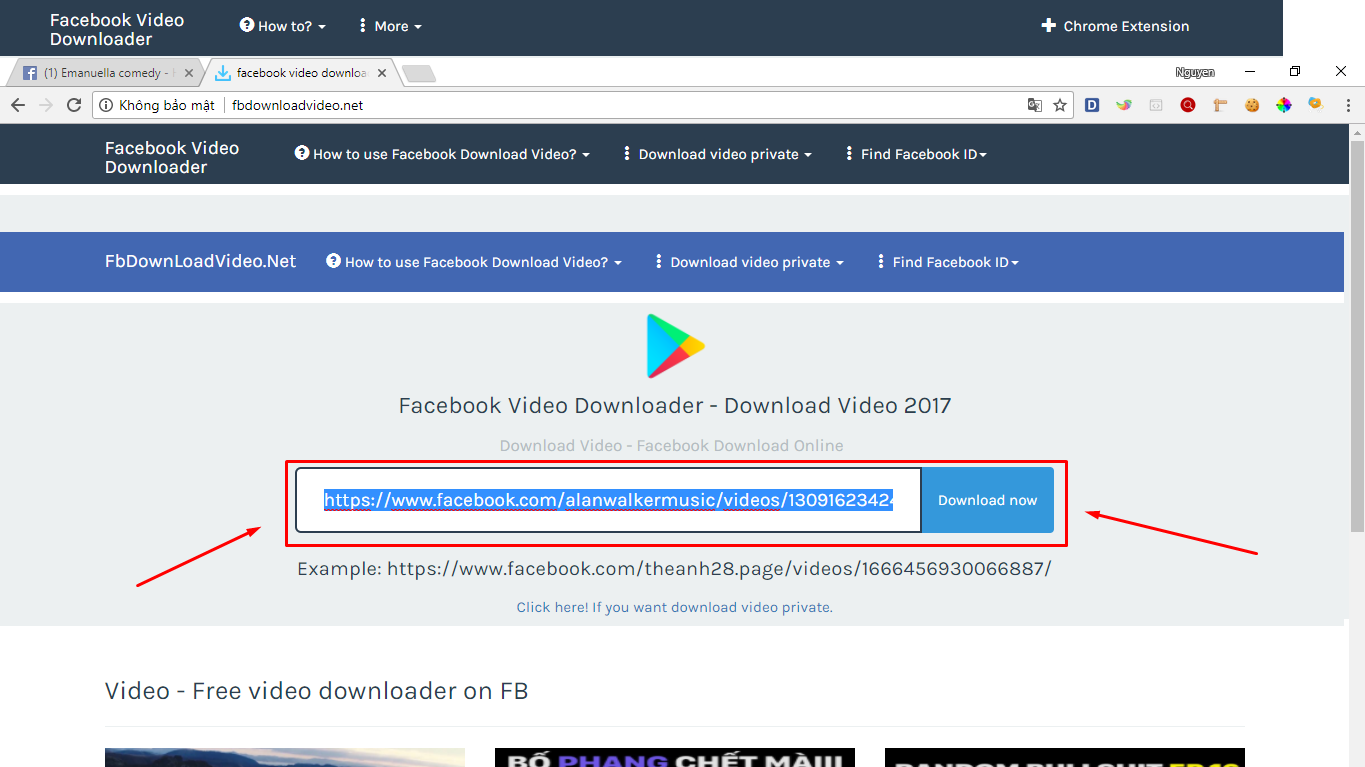 Facebook Video
Downloader
How to?
More
Chrome Extension
(1) Emanuella comedy -
facebook video downloa
Nguyen
Không bảo mật
fbdownloadvideo.net
D
Facebook Video
Downloader
How to use Facebook Download Video?
Download video private
Find Facebook ID
FbDownLoadVideo.Net
How to use Facebook Download Video?
Download video private
Find Facebook ID
Facebook Video Downloader - Download Video 2017
Download Video - Facebook Download Online
https://www.facebook.com/alanwalkermusic/videos/1309162342
Download now
Example: https://www.facebook.com/theanh28.page/videos/1666456930066887/
Click here! If you want download video private.
Video - Free video downloader on FB
BỐ PHANG CHẾT MÀIII
RANDOM BULLSHIT